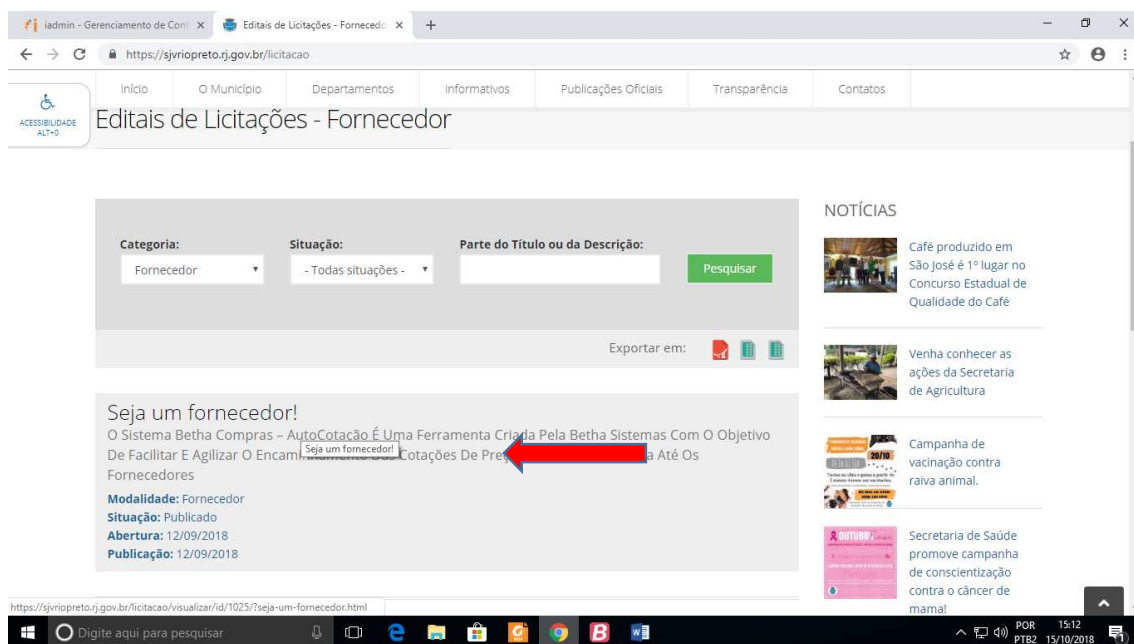 iadmin - Gerenciamento de Cont
Editais de Licitações - Fornecedo
https://sjvriopreto.rj.gov.br/licitacao
ACESSIBILIDADE
ALT+0
Início O Município Departamentos Informativos Publicações Oficiais Transparência Contatos
Editais de Licitações - Fornecedor
Categoria: Situação: Parte do Título ou da Descrição:
Fornecedor - Todas situações - Pesquisar
Exportar em:
Seja um fornecedor!
O Sistema Betha Compras – AutoCotação É Uma Ferramenta Criada Pela Betha Sistemas Com O Objetivo
Seja um fornecedor!
De Facilitar E Agilizar O Cotações De a Até Os
Fornecedores
Modalidade: Fornecedor
Situação: Publicado
Abertura: 12/09/2018
Publicação: 12/09/2018
NOTÍCIAS
Café produzido em
São José é 1º lugar no
Concurso Estadual de
Qualidade do Café
Venha conhecer as
ações da Secretaria
de Agricultura
20/10
Campanha de
vacinação contra
raiva animal.
Secretaria de Saúde
promove campanha
de conscientização
contra o câncer de
mama!
https://sjvriopreto.rj.gov.br/licitacao/visualizar/id/1025/?seja-um-fornecedor.html
Digite aqui para pesquisar
POR
PTB2
15:12
15/10/2018